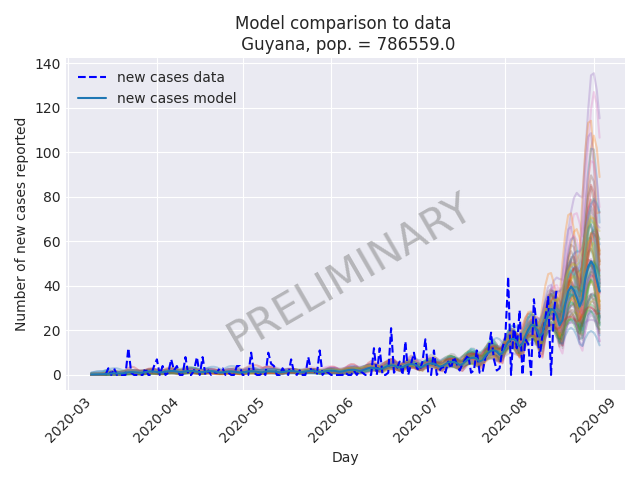 Model comparison to data
Guyana, pop. = 786559.0
new cases data
new cases model
Number of new cases reported
140
120
100
80
60
40
20
0
PRELIMINARY
2020-03
2020-04
2020-05
2020-06
2020-07
2020-08
2020-09
Day